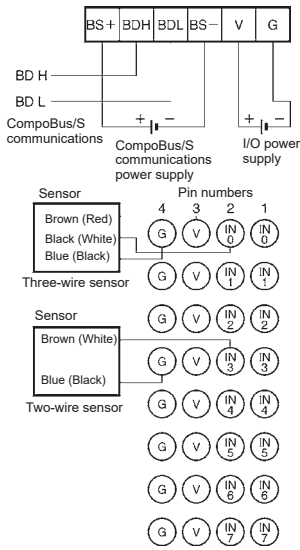 BS+ BDH BDL BS− V G
BD H
BD L
CompoBus/S
communications
+ −
CompoBus/S
communications
power supply
+ −
I/O power
supply
Sensor
Pin numbers
4 3 2 1
Brown (Red)
Black (White)
Blue (Black)
Three-wire sensor
G V IN 0 IN 0
G V IN 1 IN 1
Sensor
G V IN 2 IN 2
Brown (White)
Blue (Black)
Two-wire sensor
G V IN 3 IN 3
G V IN 4 IN 4
G V IN 5 IN 5
G V IN 6 IN 6
G V IN 7 IN 7